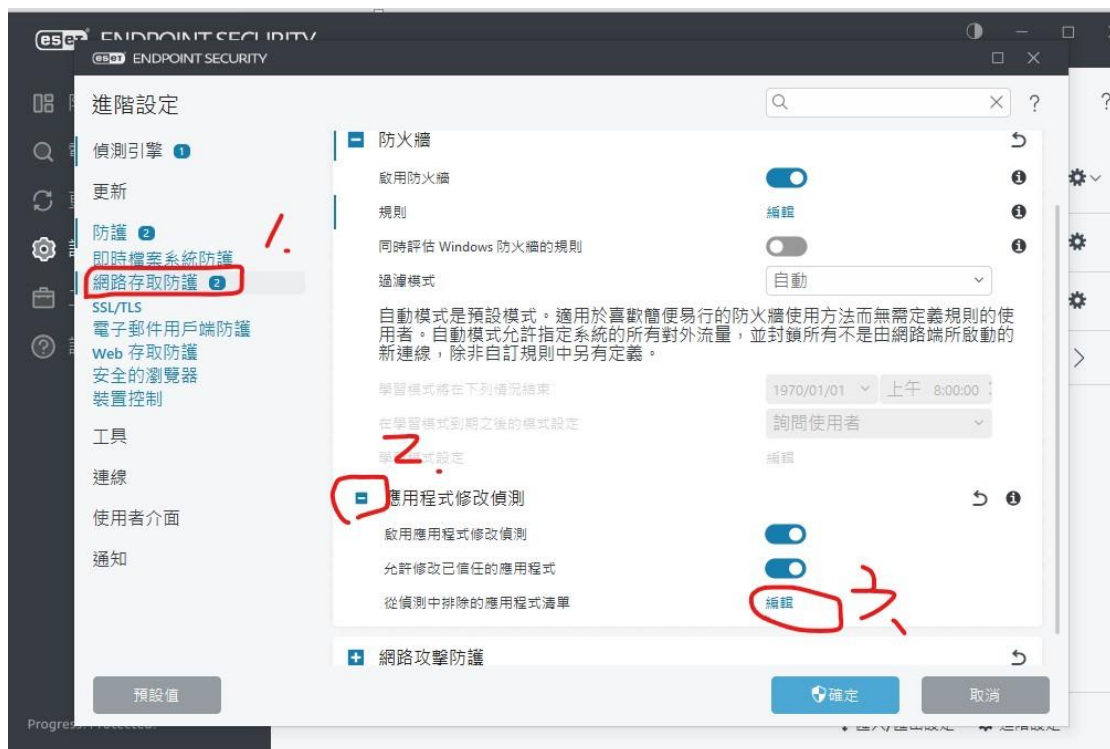 eset ENDPOINT SECURITY
eset ENDPOINT SECURITY
進階設定
?
?
偵測引擎 1
更新
防護 2
即時檔案系統防護
網路存取防護 2
SSL/TLS
電子郵件用戶端防護
Web 存取防護
安全的瀏覽器
裝置控制
工具
連線
使用者介面
通知
1.
防火牆
啟用防火牆
規則 編輯
同時評估 Windows 防火牆的規則
過濾模式 自動
自動模式是預設模式。適用於喜歡簡便易行的防火牆使用方法而無需定義規則的使
用者。自動模式允許指定系統的所有對外流量,並封鎖所有不是由網路端所啟動的
新連線,除非自訂規則中另有定義。
學習模式將在下列情況結束: 1970/01/01 上午 8:00:00
在學習模式到期之後的模式設定 詢問使用者
2.
學習模式設定 編輯
應用程式修改偵測
啟用應用程式修改偵測
允許修改已信任的應用程式
從偵測中排除的應用程式清單 編輯
3、
網路攻擊防護
預設值 確定 取消